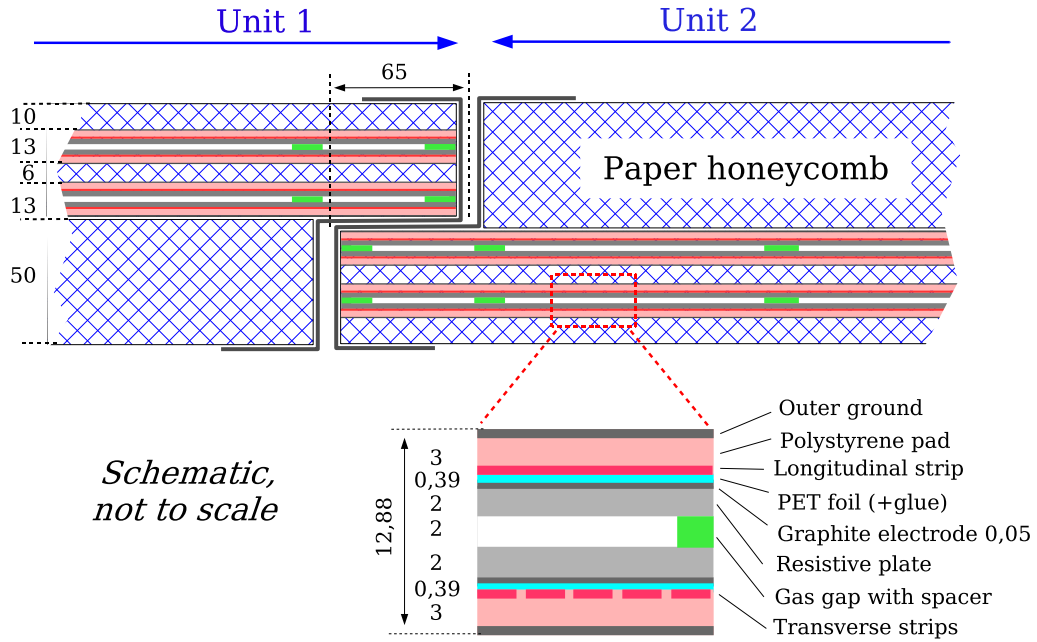 Unit 1
Unit 2
65
10
13
6
13
50
Paper honeycomb
Schematic,
not to scale
12,88
3
0,39
2
2
2
0,39
3
Outer ground
Polystyrene pad
Longitudinal strip
PET foil (+glue)
Graphite electrode 0,05
Resistive plate
Gas gap with spacer
Transverse strips